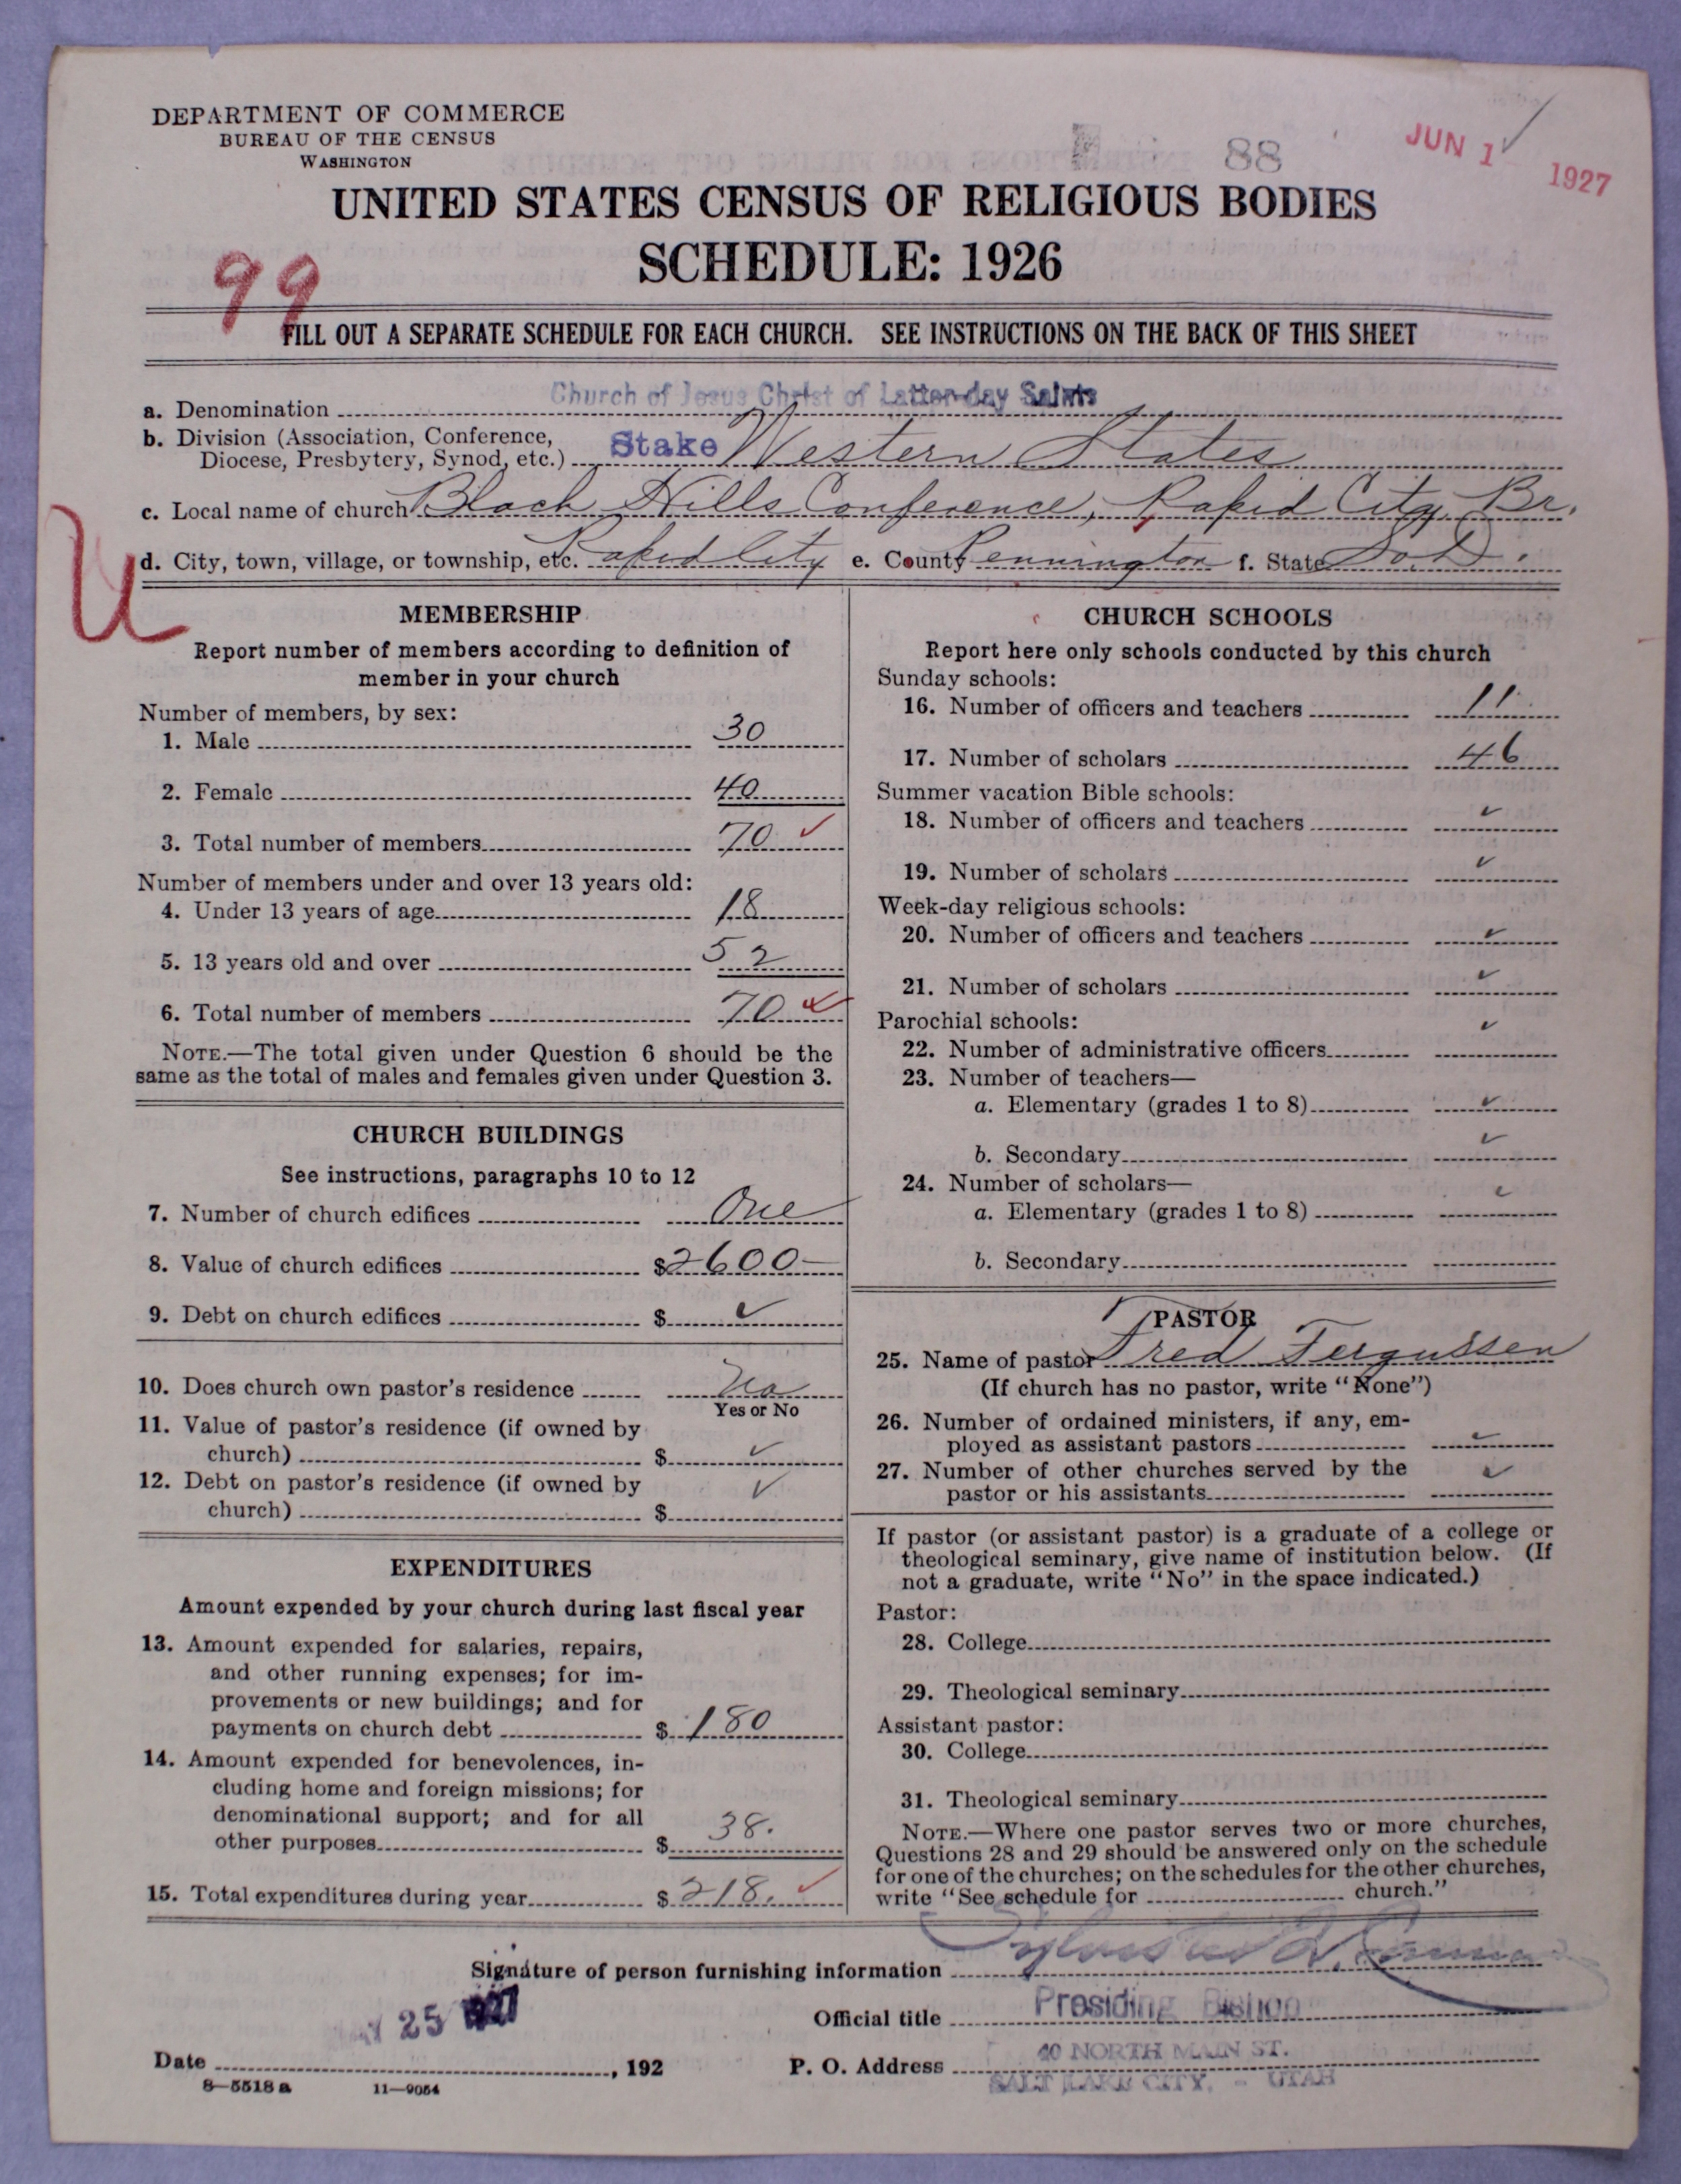 DEPARTMENT OF COMMERCE
BUREAU OF THE CENSUS
WASHINGTON
88
JUN 1 1927
UNITED STATES CENSUS OF RELIGIOUS BODIES
SCHEDULE: 1926
99
FILL OUT A SEPARATE SCHEDULE FOR EACH CHURCH. SEE INSTRUCTIONS ON THE BACK OF THIS SHEET
a. Denomination Church of Jesus Christ of Latter-day Saints
b. Division (Association, Conference,
Diocese, Presbytery, Synod, etc.) Stake Western States
c. Local name of church Black Hills Conference, Rapid City Br.
d. City, town, village, or township, etc. Rapid City e. County Pennington f. State So. D.
U
MEMBERSHIP
Report number of members according to definition of
member in your church
Number of members, by sex:
1. Male 30
2. Female 40
3. Total number of members 70 ✓
Number of members under and over 13 years old:
4. Under 13 years of age 18
5. 13 years old and over 52
6. Total number of members 70 ✓
NOTE.—The total given under Question 6 should be the
same as the total of males and females given under Question 3.
CHURCH BUILDINGS
See instructions, paragraphs 10 to 12
7. Number of church edifices One
8. Value of church edifices $2600—
9. Debt on church edifices $ ✓
10. Does church own pastor's residence No
Yes or No
11. Value of pastor's residence (if owned by
church) $ ✓
12. Debt on pastor's residence (if owned by
church) $ ✓
EXPENDITURES
Amount expended by your church during last fiscal year
13. Amount expended for salaries, repairs,
and other running expenses; for im-
provements or new buildings; and for
payments on church debt $ 180
14. Amount expended for benevolences, in-
cluding home and foreign missions; for
denominational support; and for all
other purposes $ 38.
15. Total expenditures during year $ 218. ✓
CHURCH SCHOOLS
Report here only schools conducted by this church
Sunday schools:
16. Number of officers and teachers 11
17. Number of scholars 46
Summer vacation Bible schools:
18. Number of officers and teachers ✓
19. Number of scholars ✓
Week-day religious schools:
20. Number of officers and teachers ✓
21. Number of scholars ✓
Parochial schools:
22. Number of administrative officers ✓
23. Number of teachers—
a. Elementary (grades 1 to 8) ✓
b. Secondary ✓
24. Number of scholars—
a. Elementary (grades 1 to 8) ✓
b. Secondary
PASTOR
25. Name of pastor Fred Fergussen
(If church has no pastor, write "None")
26. Number of ordained ministers, if any, em-
ployed as assistant pastors ✓
27. Number of other churches served by the
pastor or his assistants ✓
If pastor (or assistant pastor) is a graduate of a college or
theological seminary, give name of institution below. (If
not a graduate, write "No" in the space indicated.)
Pastor:
28. College
29. Theological seminary
Assistant pastor:
30. College
31. Theological seminary
NOTE.—Where one pastor serves two or more churches,
Questions 28 and 29 should be answered only on the schedule
for one of the churches; on the schedules for the other churches,
write "See schedule for church."
Signature of person furnishing information
Official title Presiding Bishop
25 1927
Date , 192
P. O. Address 40 NORTH MAIN ST.
SALT LAKE CITY, - UTAH
8—5518 a 11—9054